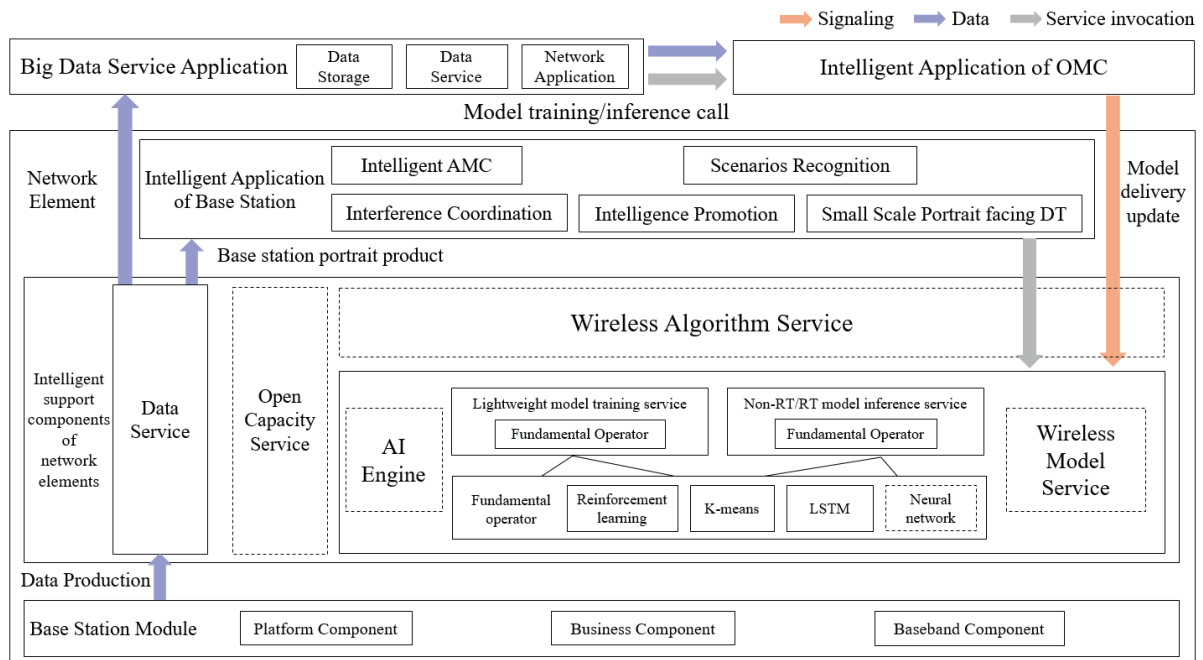 Signaling
Data
Service invocation
Big Data Service Application
Data
Storage
Data
Service
Network
Application
Intelligent Application of OMC
Model training/inference call
Network
Element
Intelligent Application
of Base Station
Intelligent AMC
Scenarios Recognition
Interference Coordination
Intelligence Promotion
Small Scale Portrait facing DT
Model
delivery
update
Base station portrait product
Intelligent
support
components
of
network
elements
Data
Service
Open
Capacity
Service
Wireless Algorithm Service
AI
Engine
Lightweight model training service
Fundamental Operator
Non-RT/RT model inference service
Fundamental Operator
Fundamental
operator
Reinforcement
learning
K-means
LSTM
Neural
network
Wireless
Model
Service
Data Production
Base Station Module
Platform Component
Business Component
Baseband Component